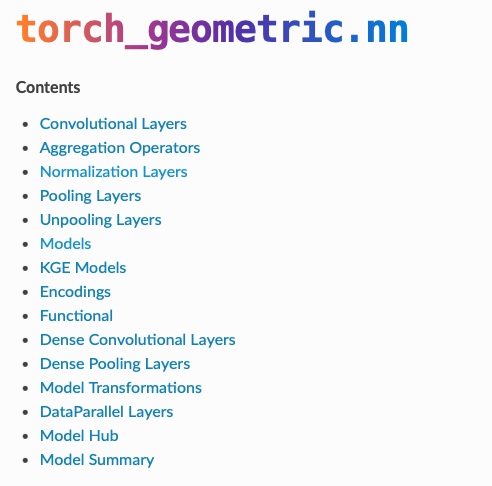 torch_geometric.nn
Contents
• Convolutional Layers
• Aggregation Operators
• Normalization Layers
• Pooling Layers
• Unpooling Layers
• Models
• KGE Models
• Encodings
• Functional
• Dense Convolutional Layers
• Dense Pooling Layers
• Model Transformations
• DataParallel Layers
• Model Hub
• Model Summary